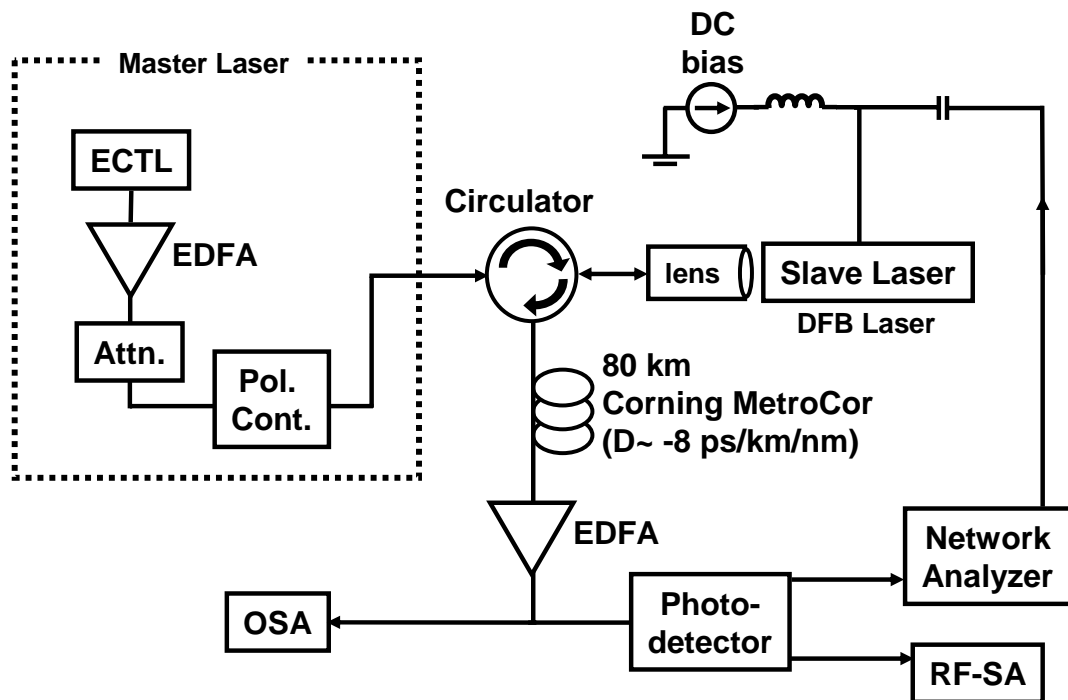 DC
bias
Master Laser
ECTL
EDFA
Attn.
Pol.
Cont.
Circulator
lens
Slave Laser
DFB Laser
80 km
Corning MetroCor
(D~ -8 ps/km/nm)
EDFA
Network
Analyzer
OSA
Photo-
detector
RF-SA